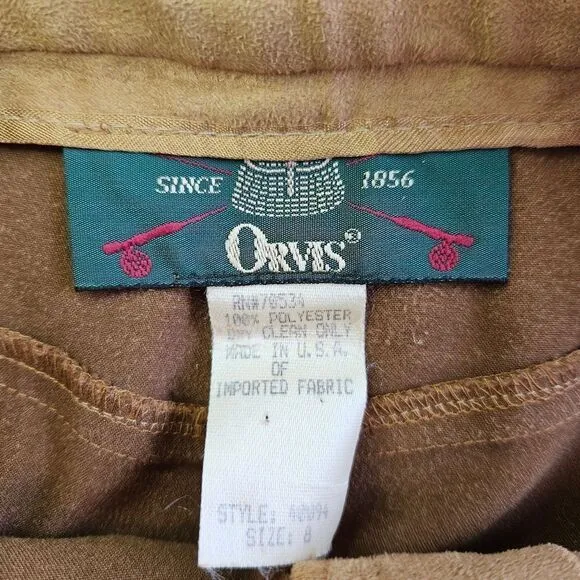 SINCE 1856
ORVIS®
RN#70534
100% POLYESTER
DRY CLEAN ONLY
MADE IN U.S.A.
OF
IMPORTED FABRIC
STYLE: 40094
SIZE: 8